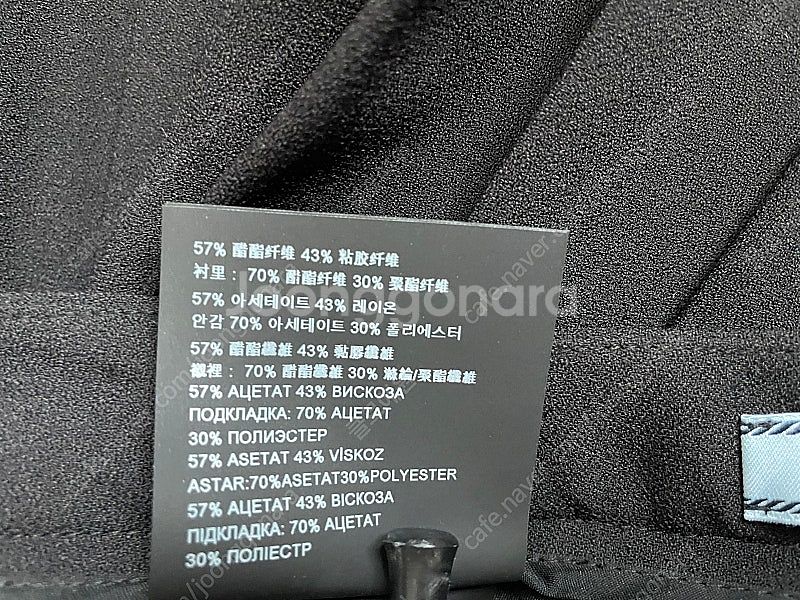 57% 醋酯纤维 43% 粘胶纤维
衬里： 70% 醋酯纤维 30% 聚酯纤维
57% 아세테이트 43% 레이온
안감 70% 아세테이트 30% 폴리에스터
57% 醋酯纖維 43% 黏膠纖維
襯裡： 70% 醋酯纖維 30% 滌綸/聚酯纖維
57% АЦЕТАТ 43% ВИСКОЗА
ПОДКЛАДКА: 70% АЦЕТАТ
30% ПОЛИЭСТЕР
57% ASETAT 43% VİSKOZ
ASTAR:70%ASETAT30%POLYESTER
57% АЦЕТАТ 43% ВІСКОЗА
ПІДКЛАДКА: 70% АЦЕТАТ
30% ПОЛІЕСТР
joonggonara
cafe.naver.
cafe.naver.